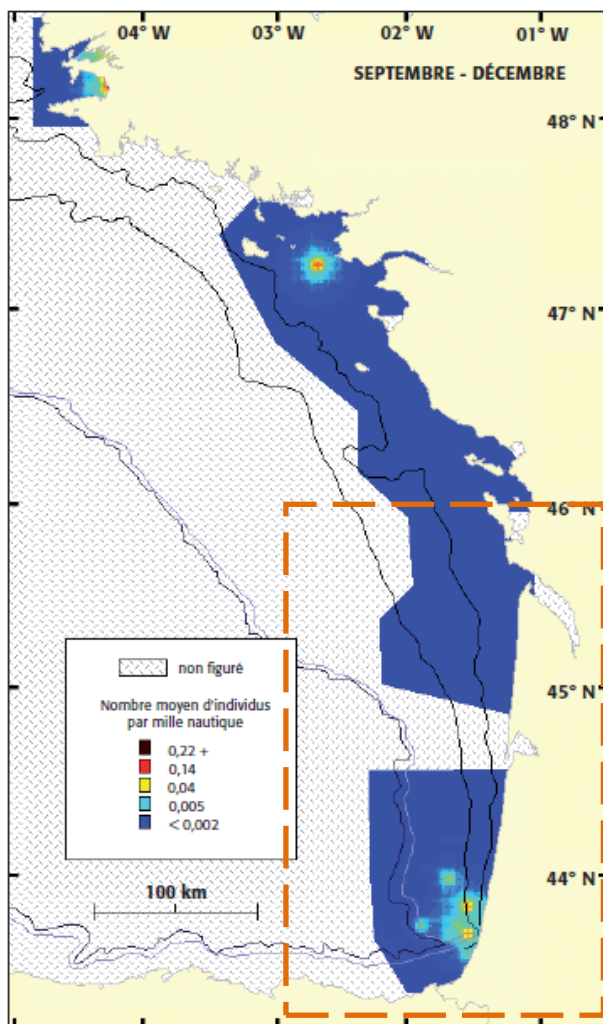 04° W 03° W 02° W 01° W
SEPTEMBRE - DÉCEMBRE
48° N
47° N
46° N
45° N
44° N
non figuré
Nombre moyen d'individus
par mille nautique
0,22 +
0,14
0,04
0,005
< 0,002
100 km